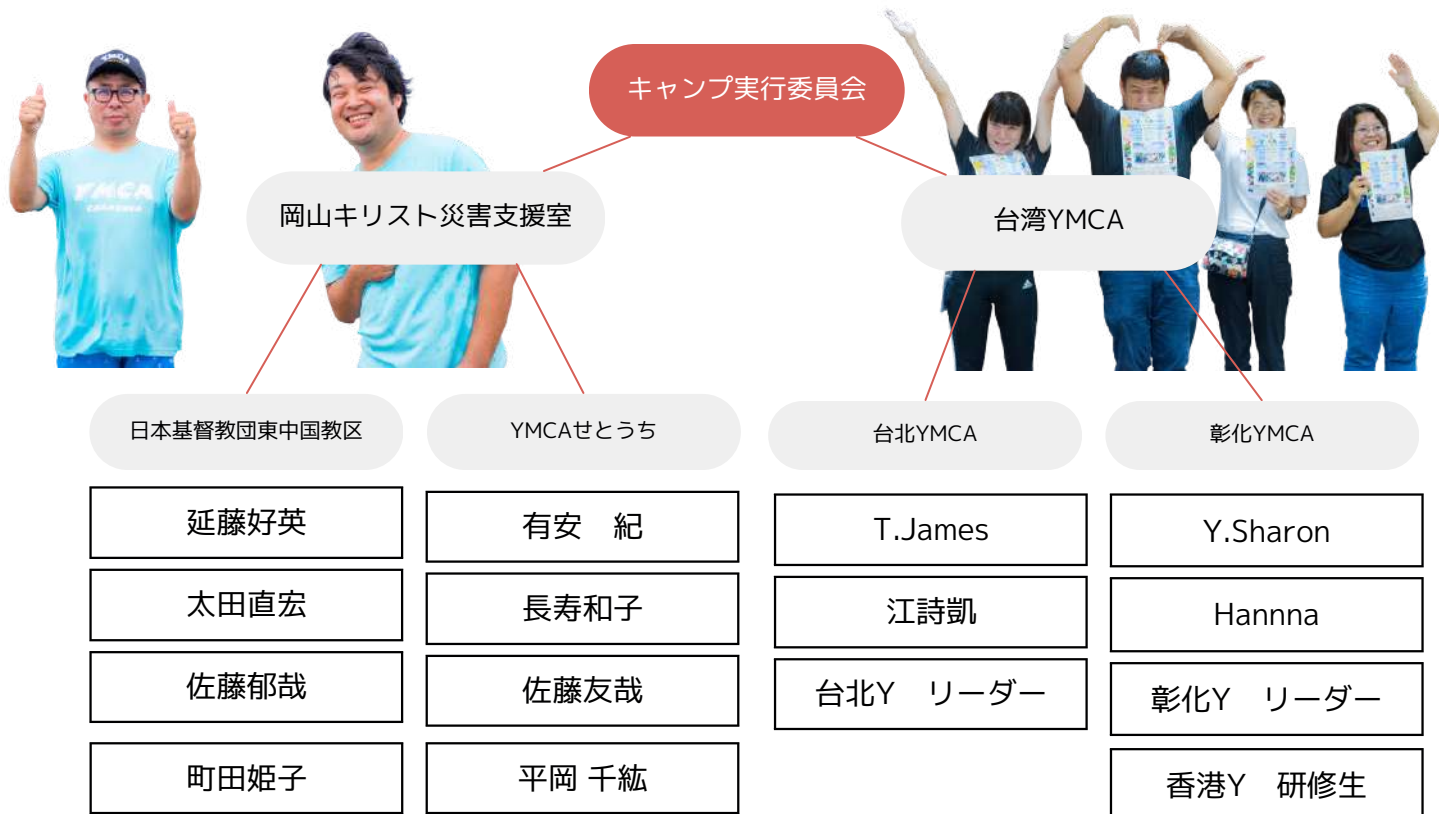 キャンプ実行委員会
岡山キリスト災害支援室
台湾YMCA
日本基督教団東中国教区
YMCAせとうち
台北YMCA
彰化YMCA
延藤好英
有安　紀
T.James
Y.Sharon
太田直宏
長寿和子
江詩凱
Hannna
佐藤郁哉
佐藤友哉
台北Y　リーダー
彰化Y　リーダー
町田姫子
平岡 千紘
香港Y　研修生
YMCA
YMCA